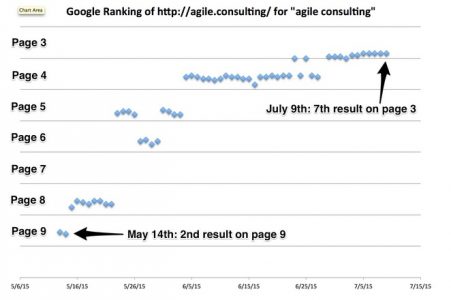 Chart Area
Google Ranking of http://agile.consulting/ for "agile consulting"
Page 3
Page 4
July 9th: 7th result on page 3
Page 5
Page 6
Page 7
Page 8
Page 9
May 14th: 2nd result on page 9
5/6/15 5/16/15 5/26/15 6/5/15 6/15/15 6/25/15 7/5/15 7/15/15